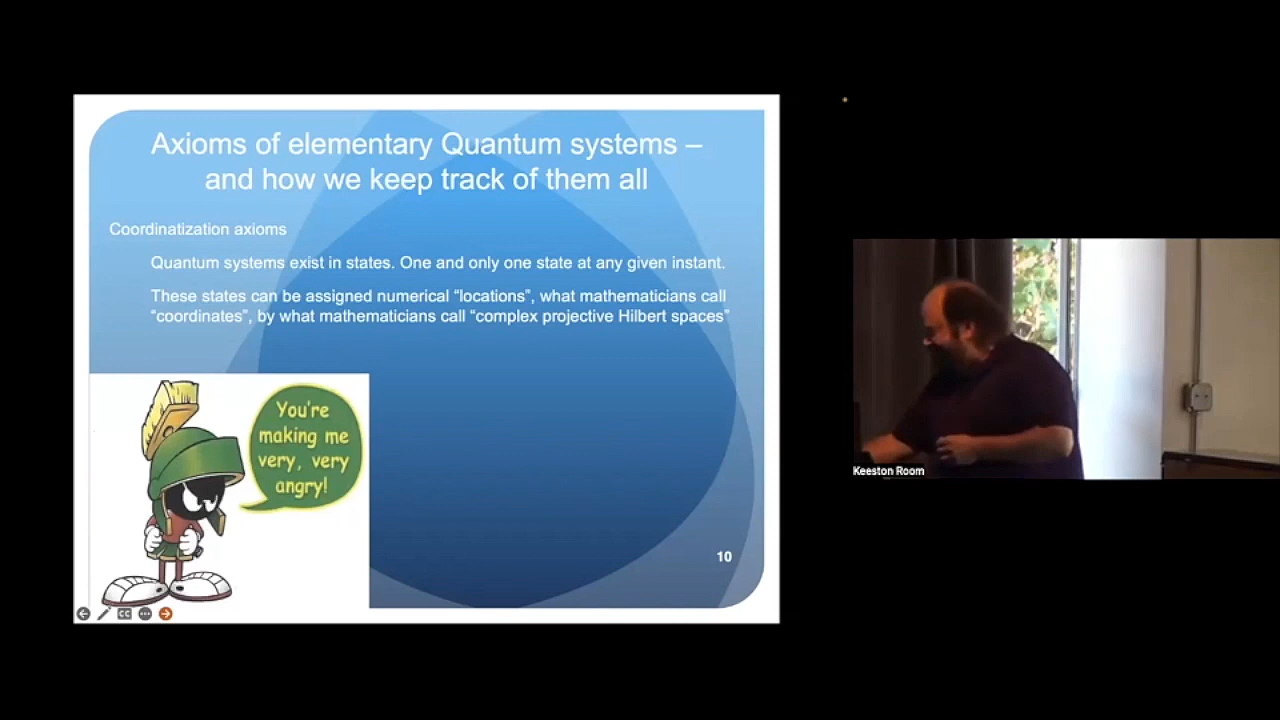 Axioms of elementary Quantum systems –
and how we keep track of them all
Coordinatization axioms
Quantum systems exist in states. One and only one state at any given instant.
These states can be assigned numerical “locations”, what mathematicians call
“coordinates”, by what mathematicians call “complex projective Hilbert spaces”
You're
making me
very, very
angry!
10
CC
Keeston Room